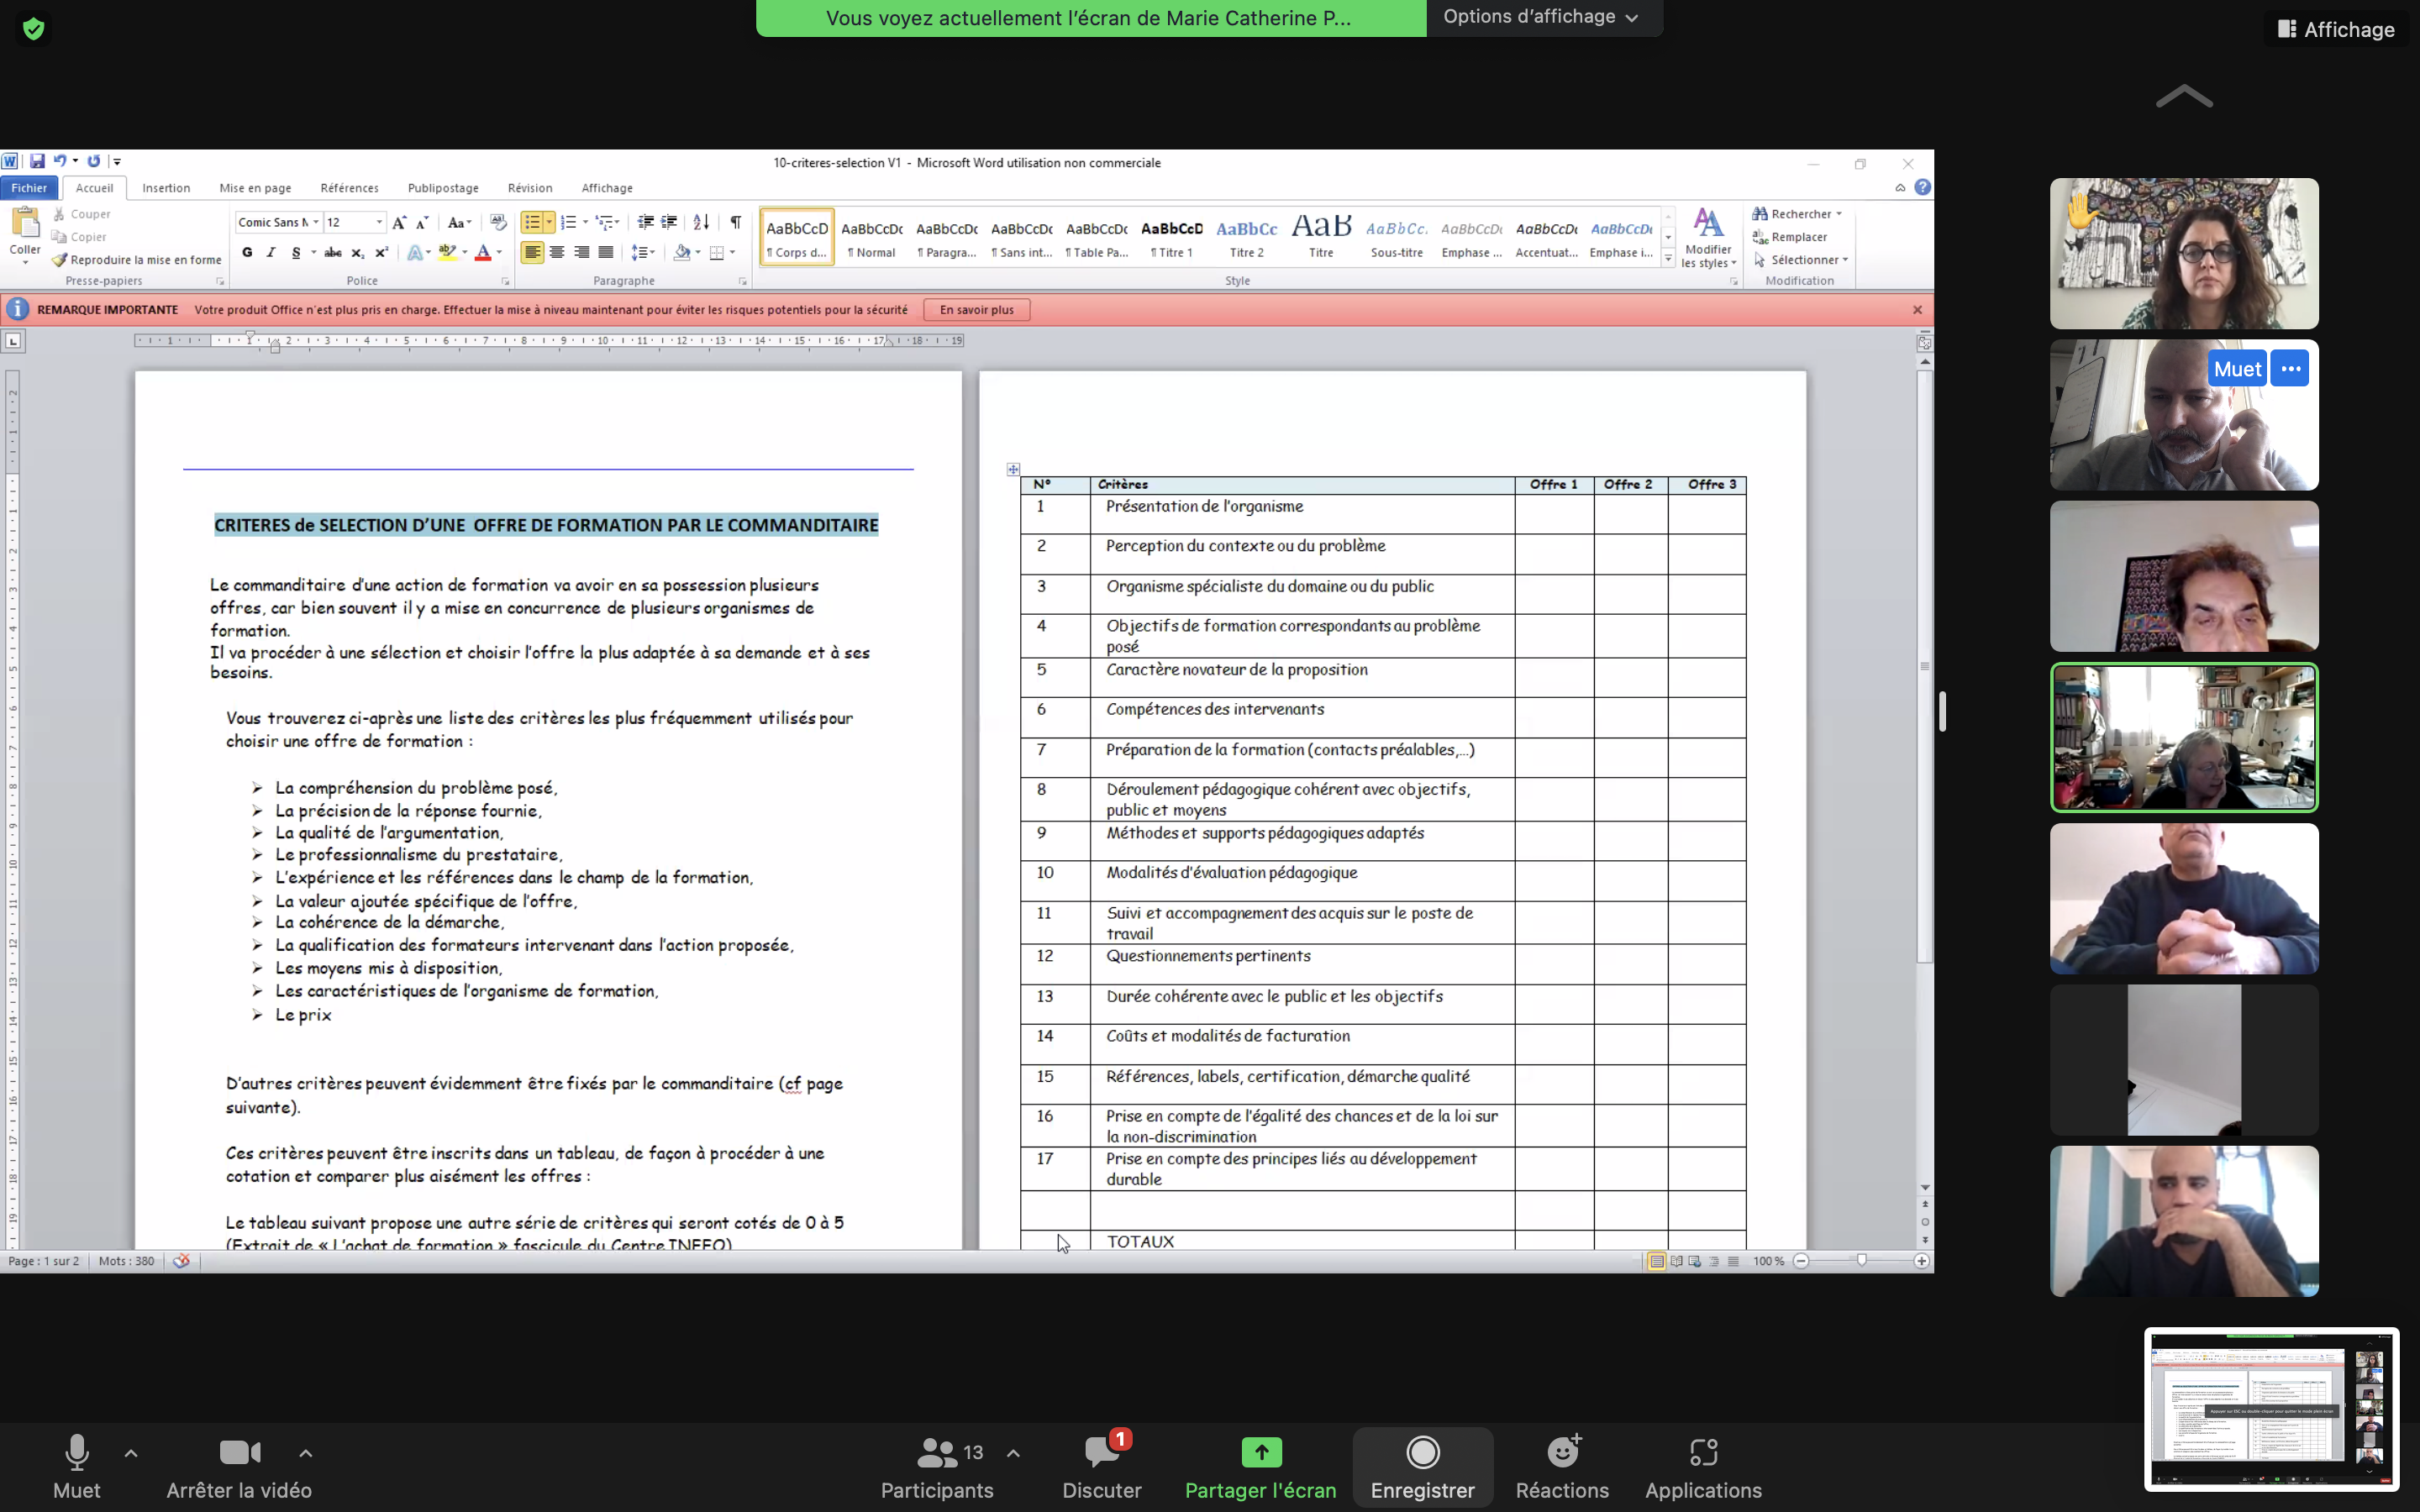 Vous voyez actuellement l'écran de Marie Catherine P...
Options d'affichage
Affichage
10-criteres-selection V1 - Microsoft Word utilisation non commerciale
Fichier
Accueil
Insertion
Mise en page
Références
Publipostage
Révision
Affichage
Coller
Couper
Copier
Reproduire la mise en forme
Presse-papiers
Comic Sans M
12
Police
Paragraphe
AaBbCcD
¶ Corps d...
AaBbCcDc
¶ Normal
AaBbCcDc
¶ Paragra...
AaBbCcDc
¶ Sans int...
AaBbCcDc
¶ Table Pa...
AaBbCcD
¶ Titre 1
AaBbCc
Titre 2
AaB
Titre
AaBbCc.
Sous-titre
AaBbCcDc
Emphase ...
AaBbCcDc
Accentuat...
AaBbCcDc
Emphase i...
Style
Modifier
les styles
Rechercher
Remplacer
Sélectionner
Modification
REMARQUE IMPORTANTE
Votre produit Office n'est plus pris en charge. Effectuer la mise à niveau maintenant pour éviter les risques potentiels pour la sécurité
En savoir plus
CRITERES de SELECTION D'UNE OFFRE DE FORMATION PAR LE COMMANDITAIRE
Le commanditaire d'une action de formation va avoir en sa possession plusieurs
offres, car bien souvent il y a mise en concurrence de plusieurs organismes de
formation.
Il va procéder à une sélection et choisir l'offre la plus adaptée à sa demande et à ses
besoins.
Vous trouverez ci-après une liste des critères les plus fréquemment utilisés pour
choisir une offre de formation :
➢ La compréhension du problème posé,
➢ La précision de la réponse fournie,
➢ La qualité de l'argumentation,
➢ Le professionnalisme du prestataire,
➢ L'expérience et les références dans le champ de la formation,
➢ La valeur ajoutée spécifique de l'offre,
➢ La cohérence de la démarche,
➢ La qualification des formateurs intervenant dans l'action proposée,
➢ Les moyens mis à disposition,
➢ Les caractéristiques de l'organisme de formation,
➢ Le prix
D'autres critères peuvent évidemment être fixés par le commanditaire (cf page
suivante).
Ces critères peuvent être inscrits dans un tableau, de façon à procéder à une
cotation et comparer plus aisément les offres :
Le tableau suivant propose une autre série de critères qui seront cotés de 0 à 5
(Extrait de « L'achat de formation » fascicule du Centre INFFO)
N° Critères Offre 1 Offre 2 Offre 3
1 Présentation de l'organisme
2 Perception du contexte ou du problème
3 Organisme spécialiste du domaine ou du public
4 Objectifs de formation correspondants au problème
posé
5 Caractère novateur de la proposition
6 Compétences des intervenants
7 Préparation de la formation (contacts préalables,...)
8 Déroulement pédagogique cohérent avec objectifs,
public et moyens
9 Méthodes et supports pédagogiques adaptés
10 Modalités d'évaluation pédagogique
11 Suivi et accompagnement des acquis sur le poste de
travail
12 Questionnements pertinents
13 Durée cohérente avec le public et les objectifs
14 Coûts et modalités de facturation
15 Références, labels, certification, démarche qualité
16 Prise en compte de l'égalité des chances et de la loi sur
la non-discrimination
17 Prise en compte des principes liés au développement
durable
TOTAUX
Page : 1 sur 2
Mots : 380
100 %
Muet
Muet
Arrêter la vidéo
13
Participants
1
Discuter
Partager l'écran
Enregistrer
Réactions
Applications